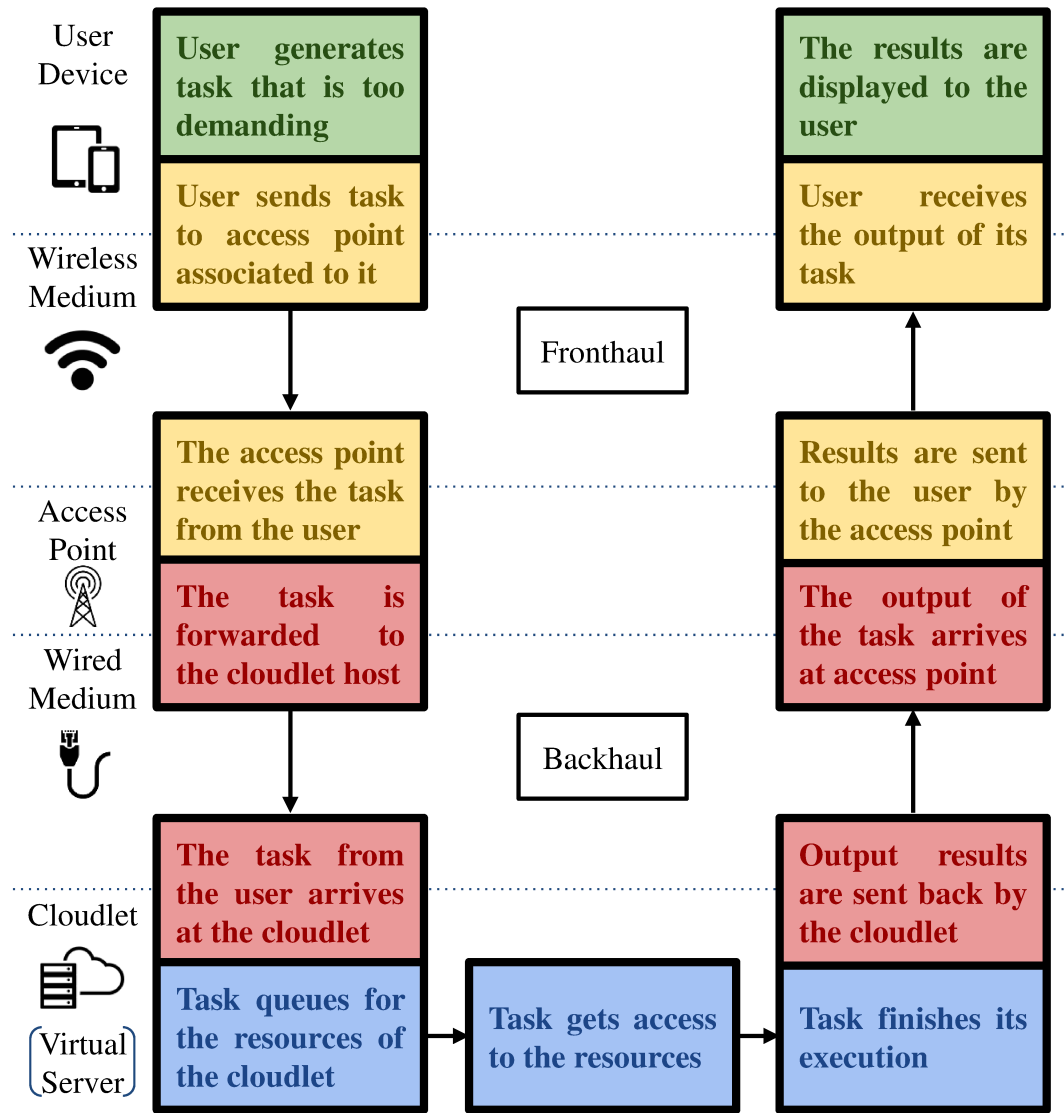 User
Device
User generates
task that is too
demanding
The results are
displayed to the
user
User sends task
to access point
associated to it
User receives
the output of its
task
Wireless
Medium
Fronthaul
The access point
receives the task
from the user
Results are sent
to the user by
the access point
Access
Point
The task is
forwarded to
the cloudlet host
The output of
the task arrives
at access point
Wired
Medium
Backhaul
The task from
the user arrives
at the cloudlet
Output results
are sent back by
the cloudlet
Cloudlet
Virtual
Server
Task queues for
the resources of
the cloudlet
Task gets access
to the resources
Task finishes its
execution